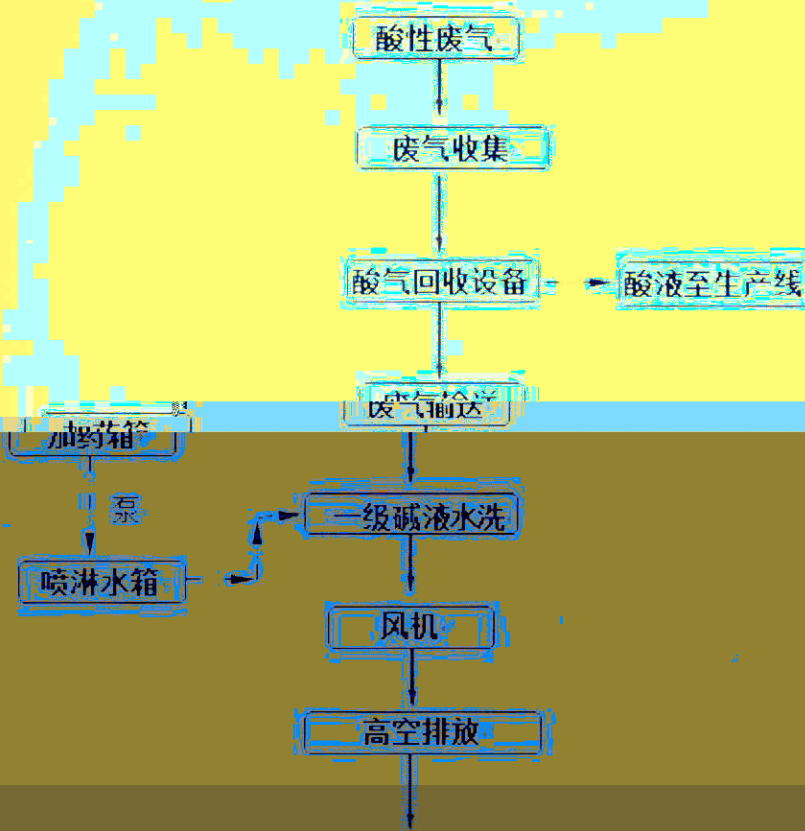 酸性废气
废气收集
酸气回收设备
酸液至生产线
废气输送
加药箱
泵
一级碱液水洗
喷淋水箱
风机
高空排放